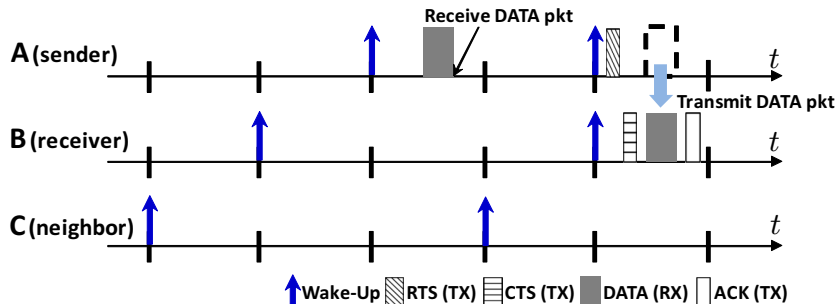 Receive DATA pkt
A (sender)
t
Transmit DATA pkt
B (receiver)
t
C (neighbor)
t
Wake-Up RTS (TX) CTS (TX) DATA (RX) ACK (TX)